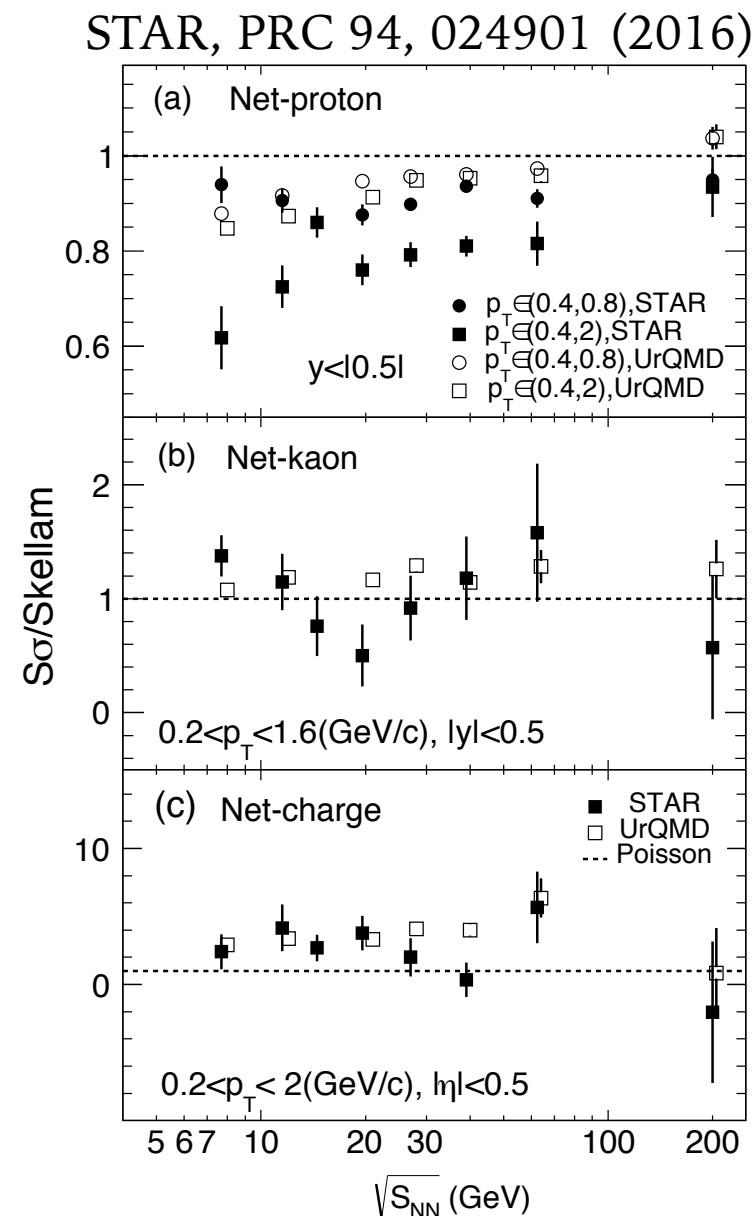 STAR, PRC 94, 024901 (2016)
(a) Net-proton
1
0.8
0.6
y<|0.5|
p_T∈(0.4,0.8),STAR
p_T∈(0.4,2),STAR
p_T∈(0.4,0.8),UrQMD
p_T∈(0.4,2),UrQMD
(b) Net-kaon
2
1
0
0.2<p_T<1.6(GeV/c), |y|<0.5
Sσ/Skellam
(c) Net-charge
STAR
UrQMD
Poisson
10
0
0.2<p_T< 2(GeV/c), |η|<0.5
5 6 7 10 20 30 100 200
√S_NN (GeV)